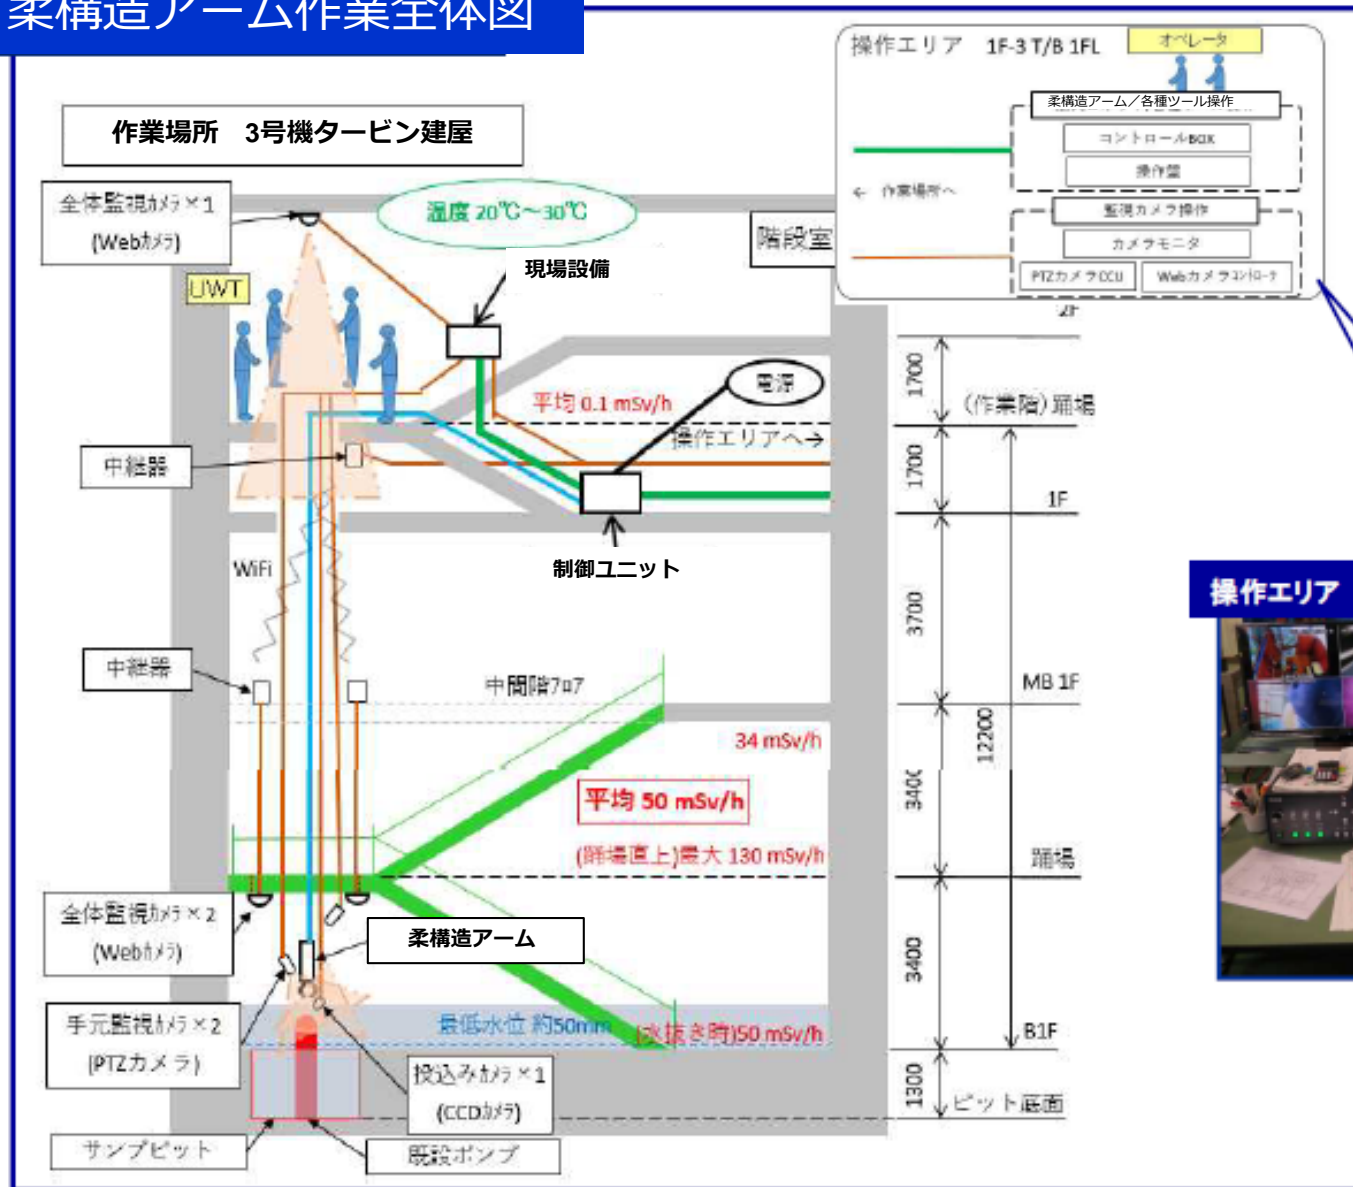 柔構造アーム作業全体図
操作エリア 1F-3 T/B 1FL
オペレータ
柔構造アーム／各種ツール操作
コントロールBOX
操作盤
← 作業場所へ
監視カメラ操作
カメラモニタ
PTZカメラCCU
Webカメラコントローラ
作業場所 3号機タービン建屋
全体監視カメラ×1
(Webカメラ)
温度 20℃～30℃
階段室
現場設備
UWT
2F
1700
電源
平均 0.1 mSv/h
(作業階)踊場
操作エリアへ→
中継器
1700
1F
WiFi
制御ユニット
操作エリア
3700
中継器
中間階フロア
MB 1F
34 mSv/h
12200
3400
平均 50 mSv/h
(踊場直上)最大 130 mSv/h
踊場
全体監視カメラ×2
(Webカメラ)
柔構造アーム
3400
手元監視カメラ×2
(PTZカメラ)
最低水位 約50mm
(水抜き時)50 mSv/h
B1F
投込みカメラ×1
(CCDカメラ)
1300
ピット底面
サンプピット
既設ポンプ